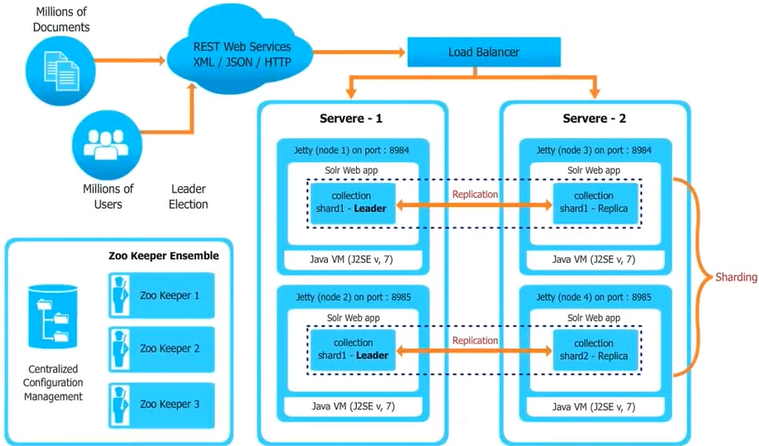 Millions of
Documents
REST Web Services
XML / JSON / HTTP
Load Balancer
Millions of
Users
Leader
Election
Servere - 1
Jetty (node 1) on port : 8984
Solr Web app
collection
shard1 - Leader
Java VM (J2SE v, 7)
Jetty (node 2) on port : 8985
Solr Web app
collection
shard1 - Leader
Java VM (J2SE v, 7)
Replication
Replication
Servere - 2
Jetty (node 3) on port : 8984
Solr Web app
collection
shard1 - Replica
Java VM (J2SE v, 7)
Jetty (node 4) on port : 8985
Solr Web app
collection
shard2 - Replica
Java VM (J2SE v, 7)
Sharding
Zoo Keeper Ensemble
Zoo Keeper 1
Zoo Keeper 2
Zoo Keeper 3
Centralized
Configuration
Management